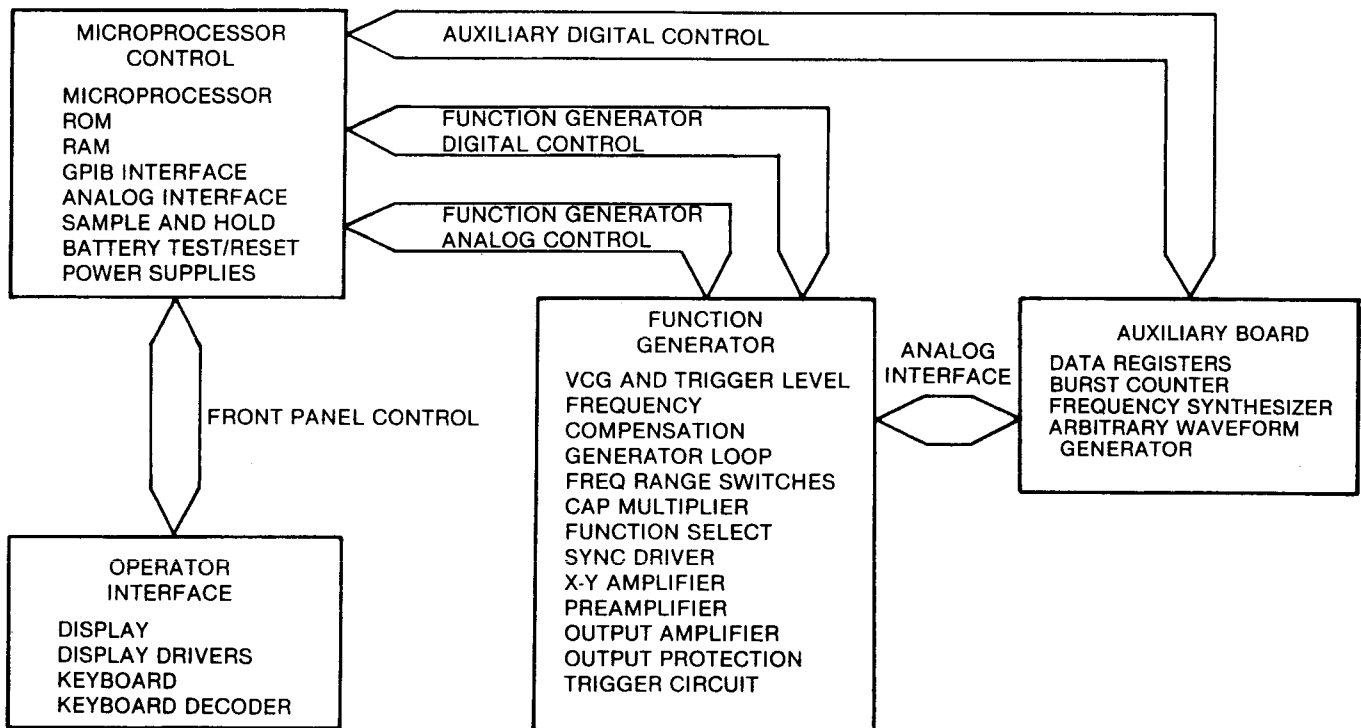 MICROPROCESSOR
CONTROL
MICROPROCESSOR
ROM
RAM
GPIB INTERFACE
ANALOG INTERFACE
SAMPLE AND HOLD
BATTERY TEST/RESET
POWER SUPPLIES
AUXILIARY DIGITAL CONTROL
FUNCTION GENERATOR
DIGITAL CONTROL
FUNCTION GENERATOR
ANALOG CONTROL
FRONT PANEL CONTROL
OPERATOR
INTERFACE
DISPLAY
DISPLAY DRIVERS
KEYBOARD
KEYBOARD DECODER
FUNCTION
GENERATOR
VCG AND TRIGGER LEVEL
FREQUENCY
COMPENSATION
GENERATOR LOOP
FREQ RANGE SWITCHES
CAP MULTIPLIER
FUNCTION SELECT
SYNC DRIVER
X-Y AMPLIFIER
PREAMPLIFIER
OUTPUT AMPLIFIER
OUTPUT PROTECTION
TRIGGER CIRCUIT
ANALOG
INTERFACE
AUXILIARY BOARD
DATA REGISTERS
BURST COUNTER
FREQUENCY SYNTHESIZER
ARBITRARY WAVEFORM
GENERATOR